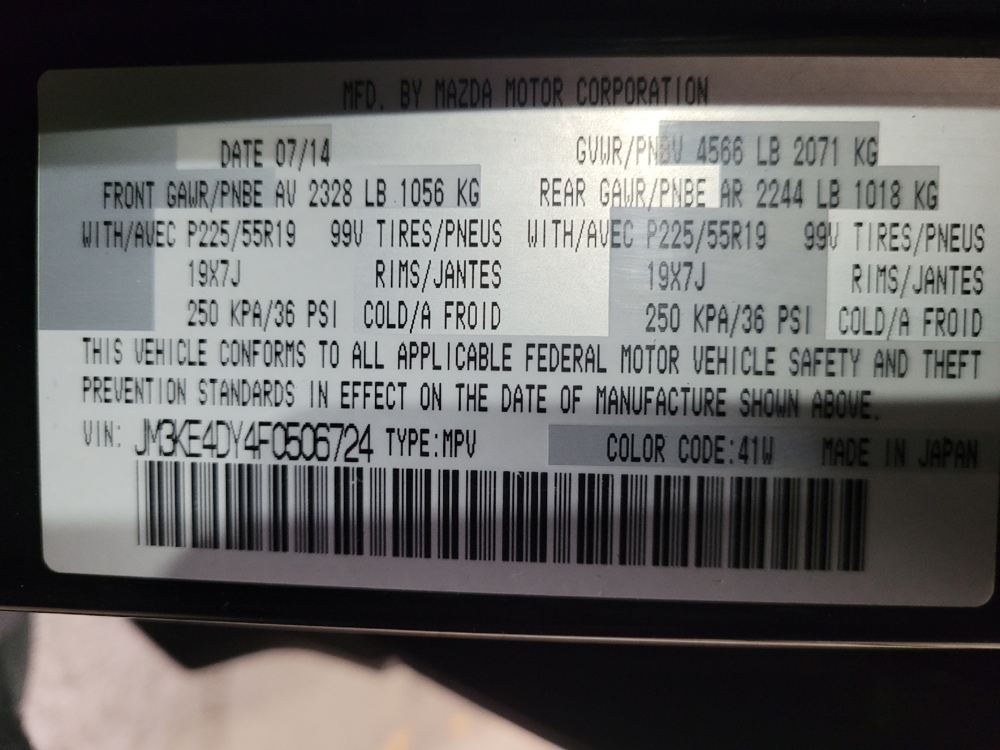 MFD. BY MAZDA MOTOR CORPORATION
DATE 07/14 GVWR/PNBV 4566 LB 2071 KG
FRONT GAWR/PNBE AV 2328 LB 1056 KG REAR GAWR/PNBE AR 2244 LB 1018 KG
WITH/AVEC P225/55R19 99V TIRES/PNEUS WITH/AVEC P225/55R19 99V TIRES/PNEUS
19X7J RIMS/JANTES 19X7J RIMS/JANTES
250 KPA/36 PSI COLD/A FROID 250 KPA/36 PSI COLD/A FROID
THIS VEHICLE CONFORMS TO ALL APPLICABLE FEDERAL MOTOR VEHICLE SAFETY AND THEFT
PREVENTION STANDARDS IN EFFECT ON THE DATE OF MANUFACTURE SHOWN ABOVE.
VIN: JM3KE4DY4F0506724 TYPE:MPV COLOR CODE:41W MADE IN JAPAN